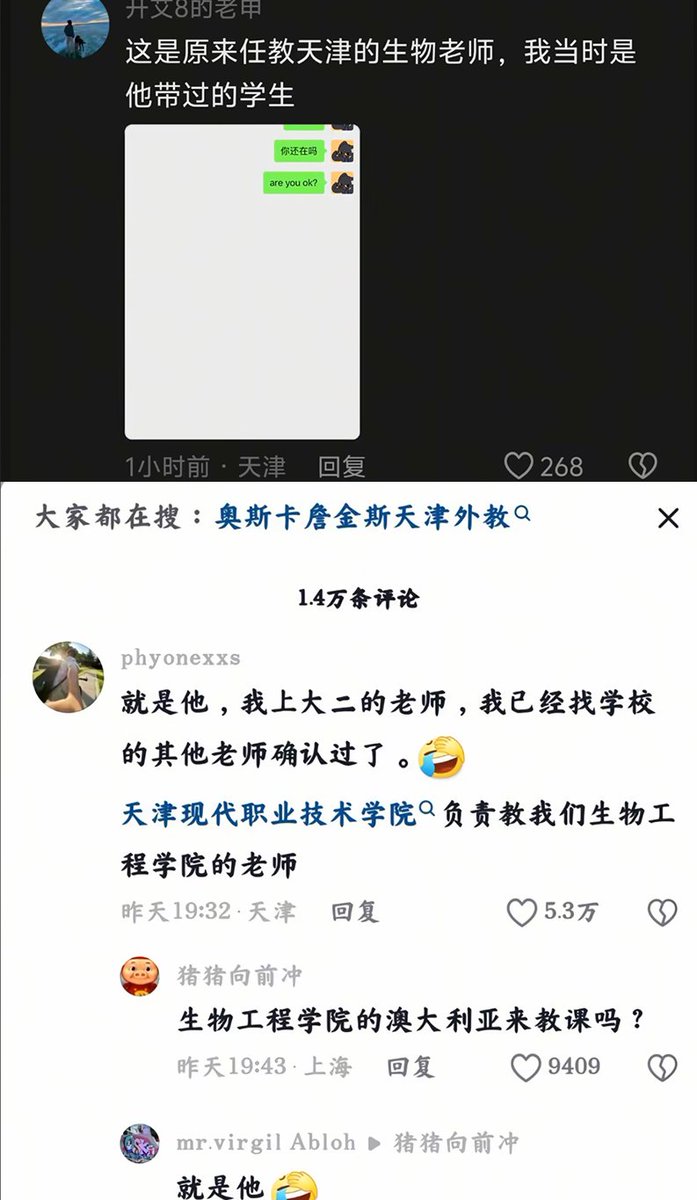 开文8的老甲
这是原来任教天津的生物老师，我当时是
他带过的学生
你还在吗
are you ok?
1小时前 · 天津 回复 268
大家都在搜：奥斯卡詹金斯天津外教
1.4万条评论
phyonexxs
就是他，我上大二的老师，我已经找学校
的其他老师确认过了。
天津现代职业技术学院 负责教我们生物工
程学院的老师
昨天19:32 · 天津 回复 5.3万
猪猪向前冲
生物工程学院的澳大利亚来教课吗？
昨天19:43 · 上海 回复 9409
mr.virgil Abloh ▶ 猪猪向前冲
就是他